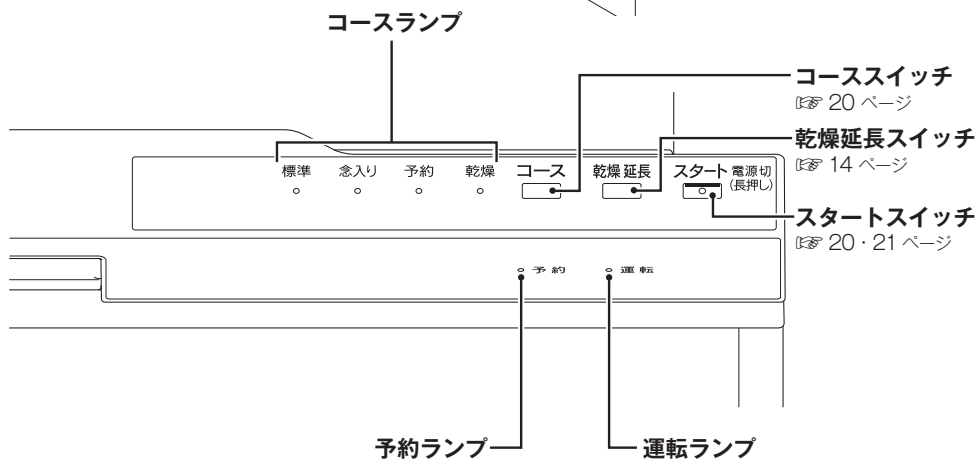 コースランプ
コーススイッチ
☞ 20 ページ
乾燥延長スイッチ
☞ 14 ページ
標準 念入り 予約 乾燥 コース 乾燥 延長 スタート 電源切
(長押し)
スタートスイッチ
☞ 20・21 ページ
予約 運転
予約ランプ 運転ランプ